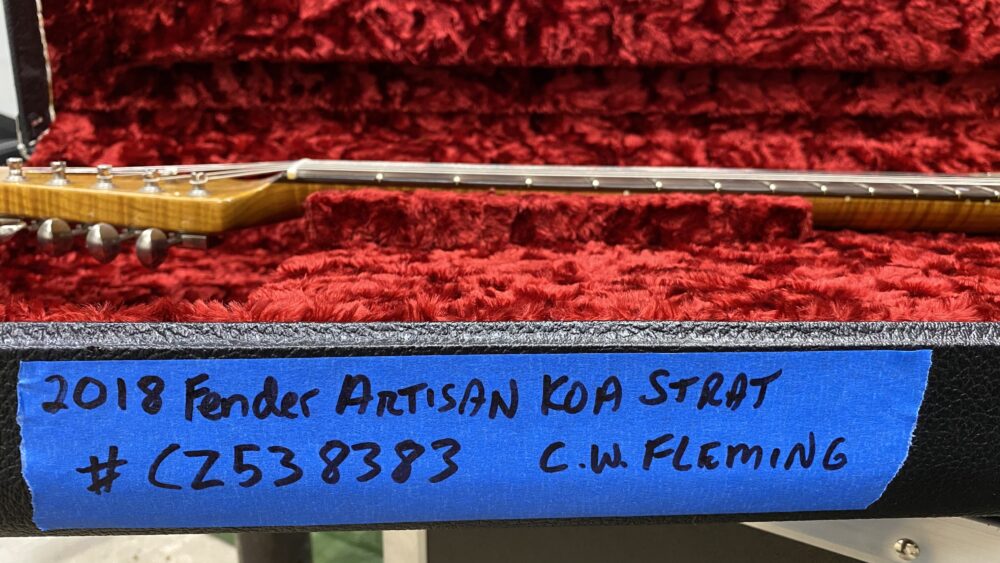 2018 Fender ARTISAN KOA STRAT
# CZ538383 C.W. FLEMING